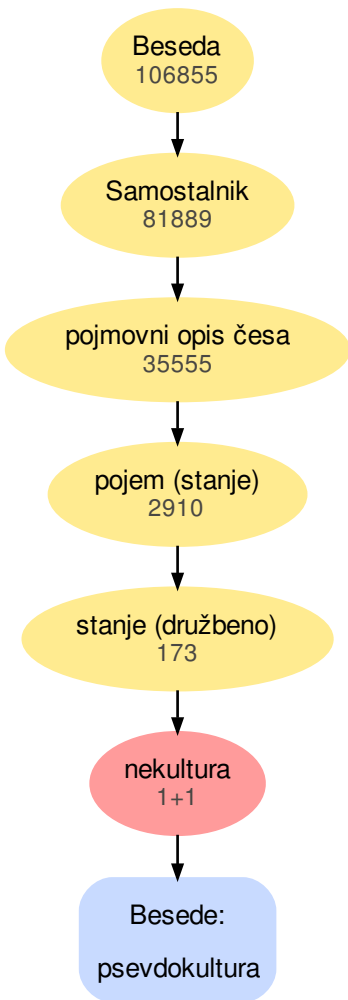 Beseda
106855
Samostalnik
81889
pojmovni opis česa
35555
pojem (stanje)
2910
stanje (družbeno)
173
nekultura
1+1
Besede:
psevdokultura